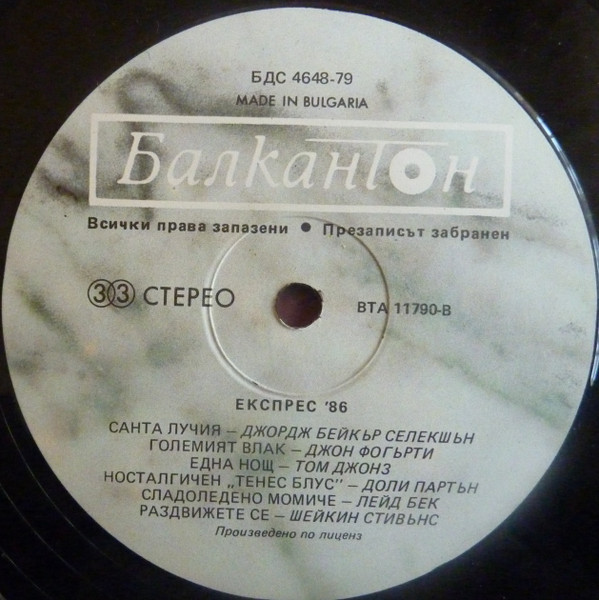 БДС 4648-79
MADE IN BULGARIA
Балкантон
Всички права запазени ● Презаписът забранен
33 СТЕРЕО
ВТА 11790-В
ЕКСПРЕС '86
САНТА ЛУЧИЯ – ДЖОРДЖ БЕЙКЪР СЕЛЕКШЪН
ГОЛЕМИЯТ ВЛАК – ДЖОН ФОГЪРТИ
ЕДНА НОЩ – ТОМ ДЖОНЗ
НОСТАЛГИЧЕН „ТЕНЕС БЛУС" – ДОЛИ ПАРТЪН
СЛАДОЛЕДЕНО МОМИЧЕ – ЛЕЙД БЕК
РАЗДВИЖЕТЕ СЕ – ШЕЙКИН СТИВЪНС
Произведено по лиценз